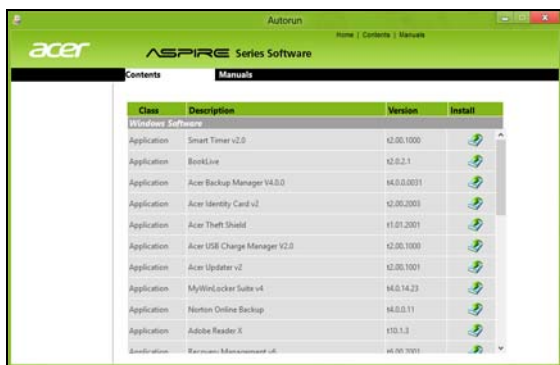 Autorun
Home | Contents | Manuals
acer
ASPIRE Series Software
Contents Manuals
Class Description Version Install
Windows Software
Application Smart Timer v2.0 t2.00.1000
Application BookLive t2.0.2.1
Application Acer Backup Manager V4.0.0 t4.0.0.0031
Application Acer Identity Card v2 t2.00.2003
Application Acer Theft Shield t1.01.2001
Application Acer USB Charge Manager V2.0 t2.00.1000
Application Acer Updater v2 t2.00.1001
Application MyWinLocker Suite v4 t4.0.14.23
Application Norton Online Backup t4.0.0.11
Application Adobe Reader X t10.1.3
Application Recovery Management v6